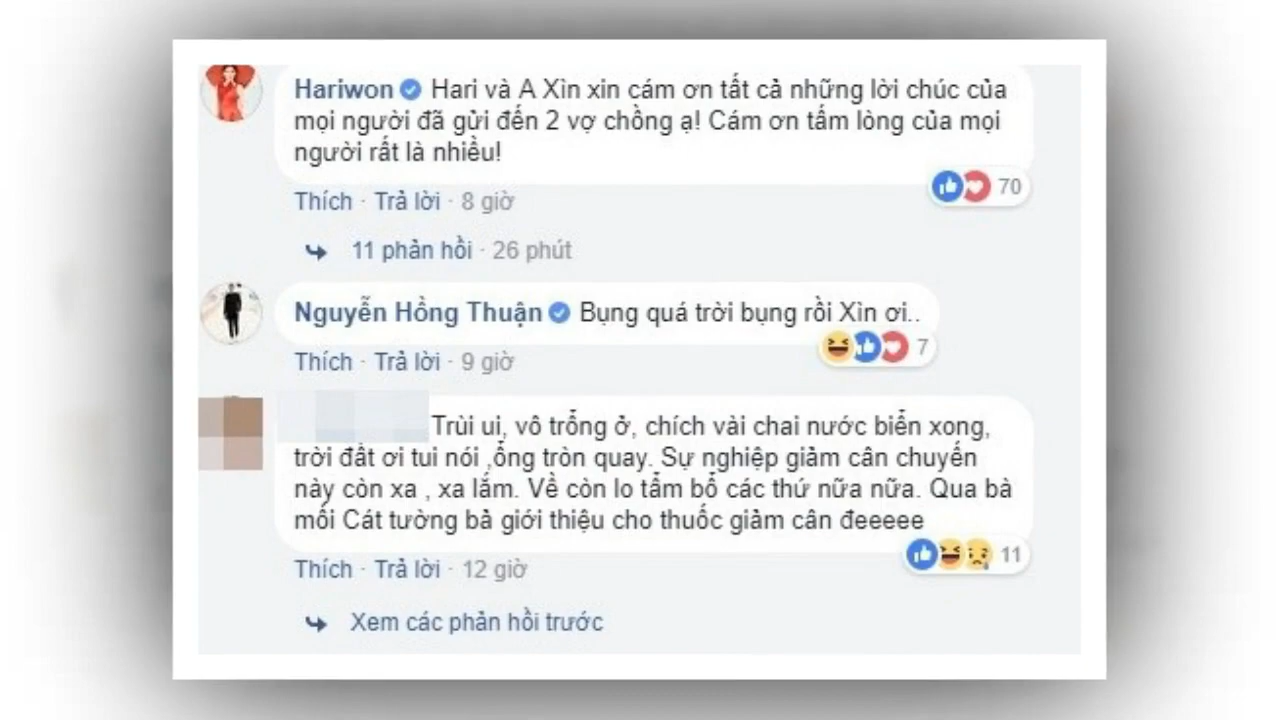 Hariwon Hari và A Xìn xin cám ơn tất cả những lời chúc của
mọi người đã gửi đến 2 vợ chồng ạ! Cám ơn tấm lòng của mọi
người rất là nhiều!
70
Thích · Trả lời · 8 giờ
11 phản hồi · 26 phút
Nguyễn Hồng Thuận Bụng quá trời bụng rồi Xìn ơi..
7
Thích · Trả lời · 9 giờ
Trùi ui, vô trổng ở, chích vài chai nước biển xong,
trời đất ơi tui nói ,ổng tròn quay. Sự nghiệp giảm cân chuyến
này còn xa , xa lắm. Về còn lo tẩm bổ các thứ nữa nữa. Qua bà
mối Cát tường bả giới thiệu cho thuốc giảm cân đeeeee
11
Thích · Trả lời · 12 giờ
Xem các phản hồi trước